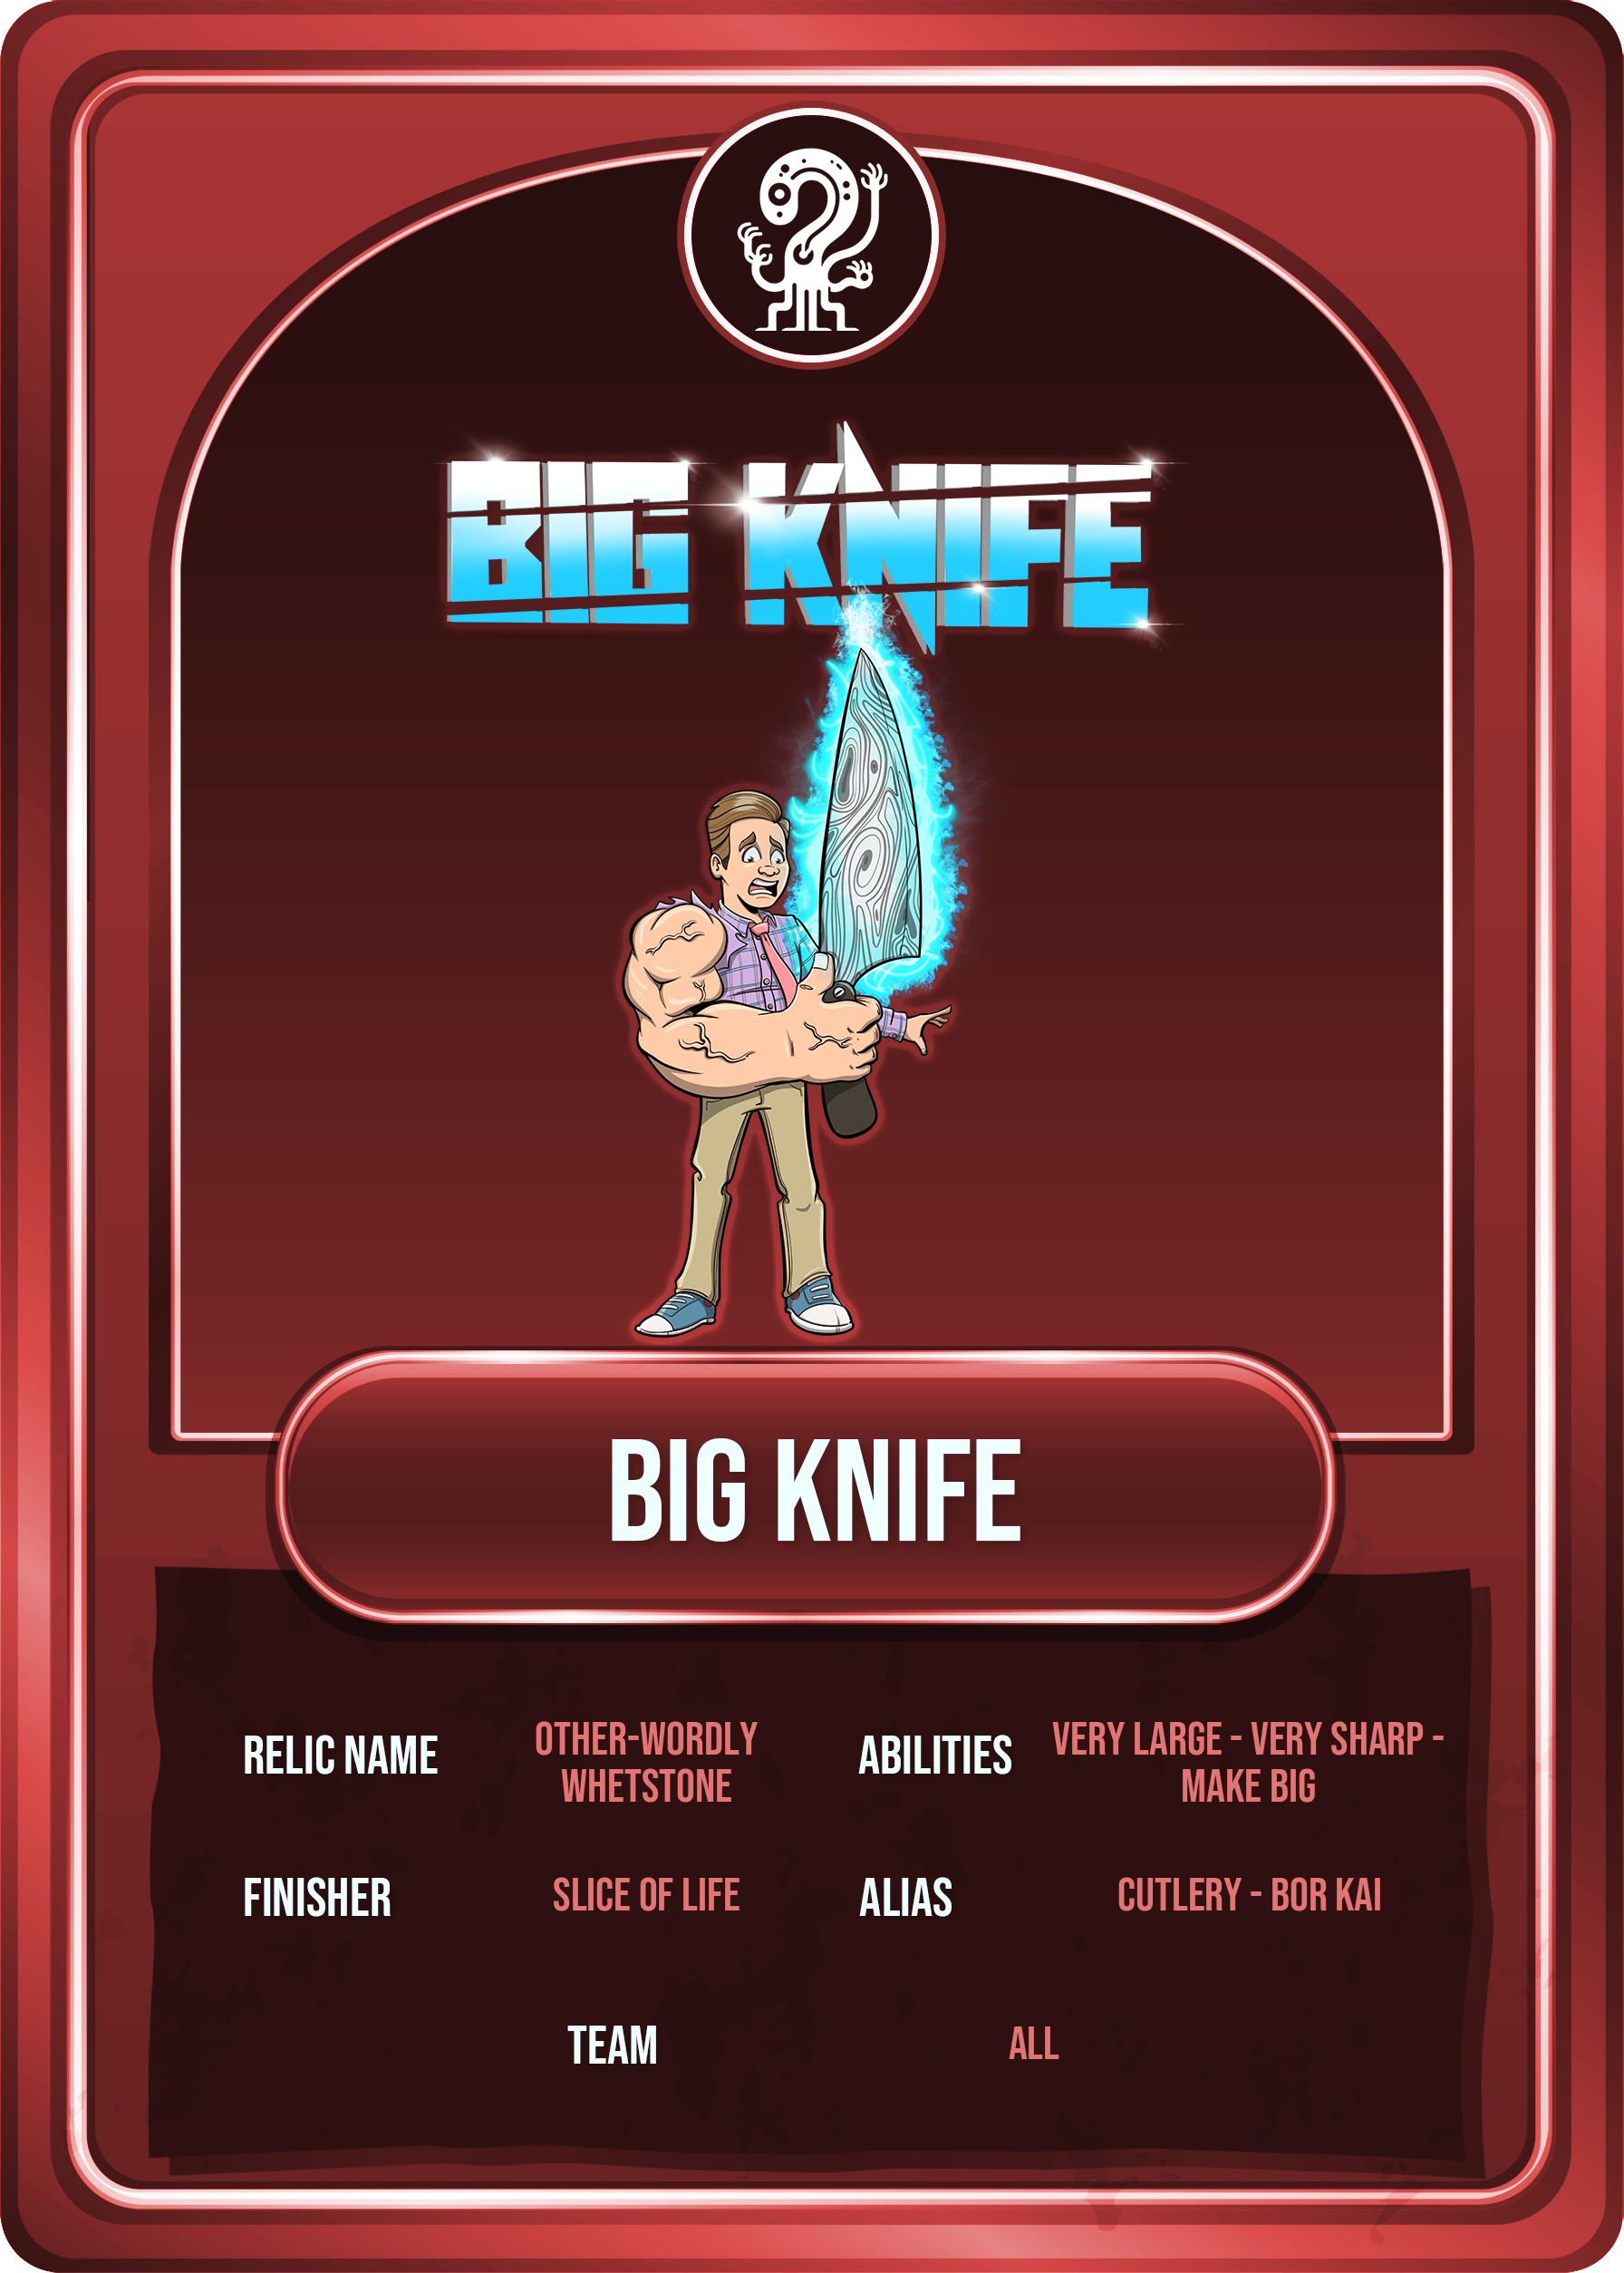 BIG KNIFE
BIG KNIFE
RELIC NAME
OTHER-WORDLY
WHETSTONE
ABILITIES
VERY LARGE - VERY SHARP -
MAKE BIG
FINISHER
SLICE OF LIFE
ALIAS
CUTLERY - BOR KAI
TEAM
ALL